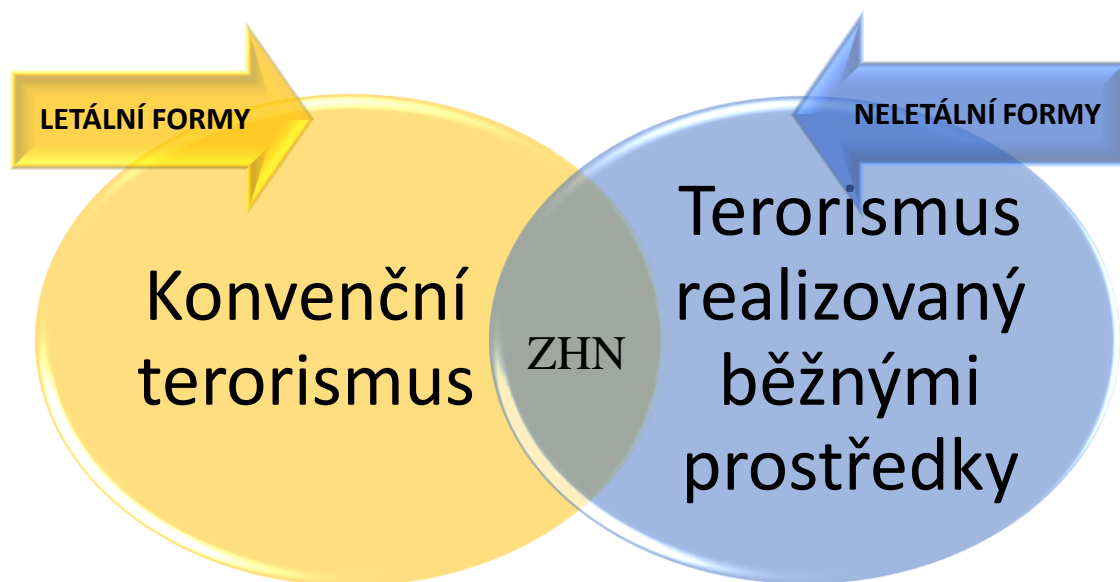 LETÁLNÍ FORMY
NELETÁLNÍ FORMY
Konvenční
terorismus
ZHN
Terorismus
realizovaný
běžnými
prostředky